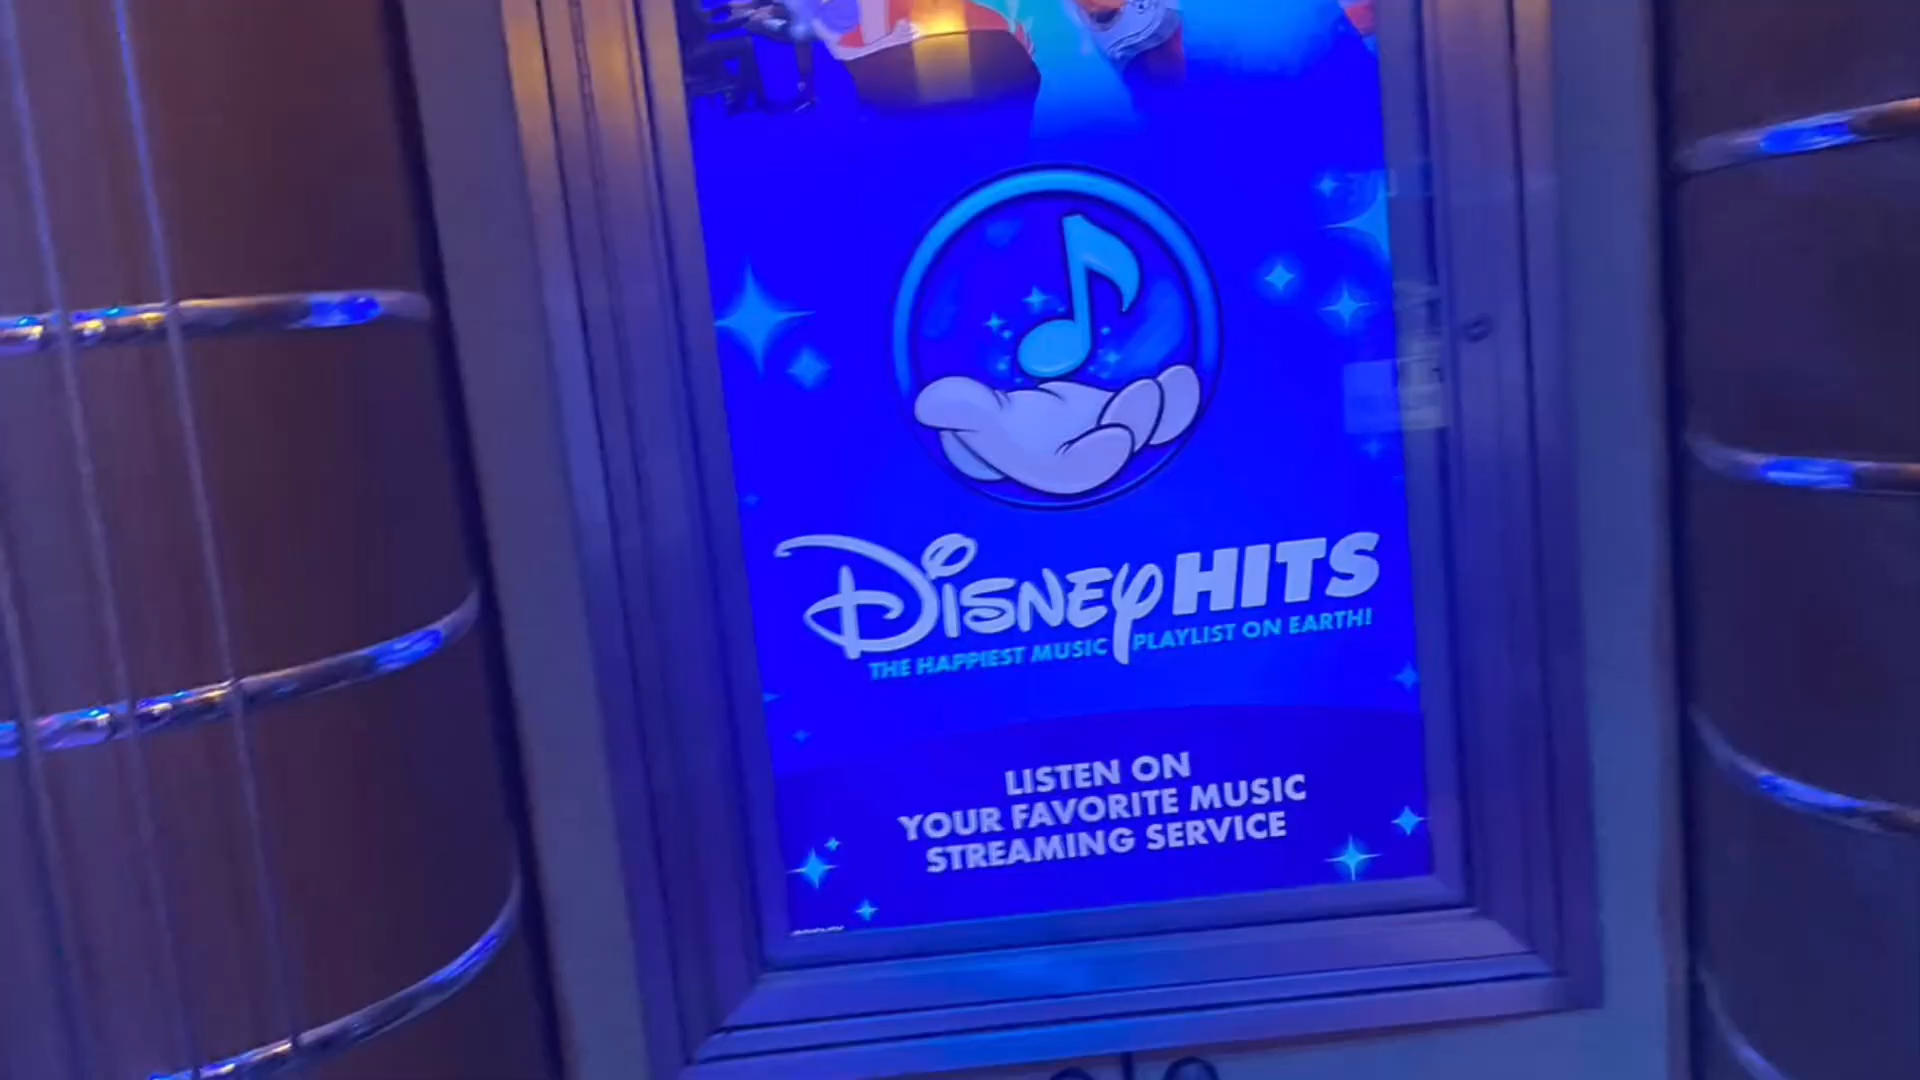 DISNEY HITS
THE HAPPIEST MUSIC PLAYLIST ON EARTH!
LISTEN ON
YOUR FAVORITE MUSIC
STREAMING SERVICE